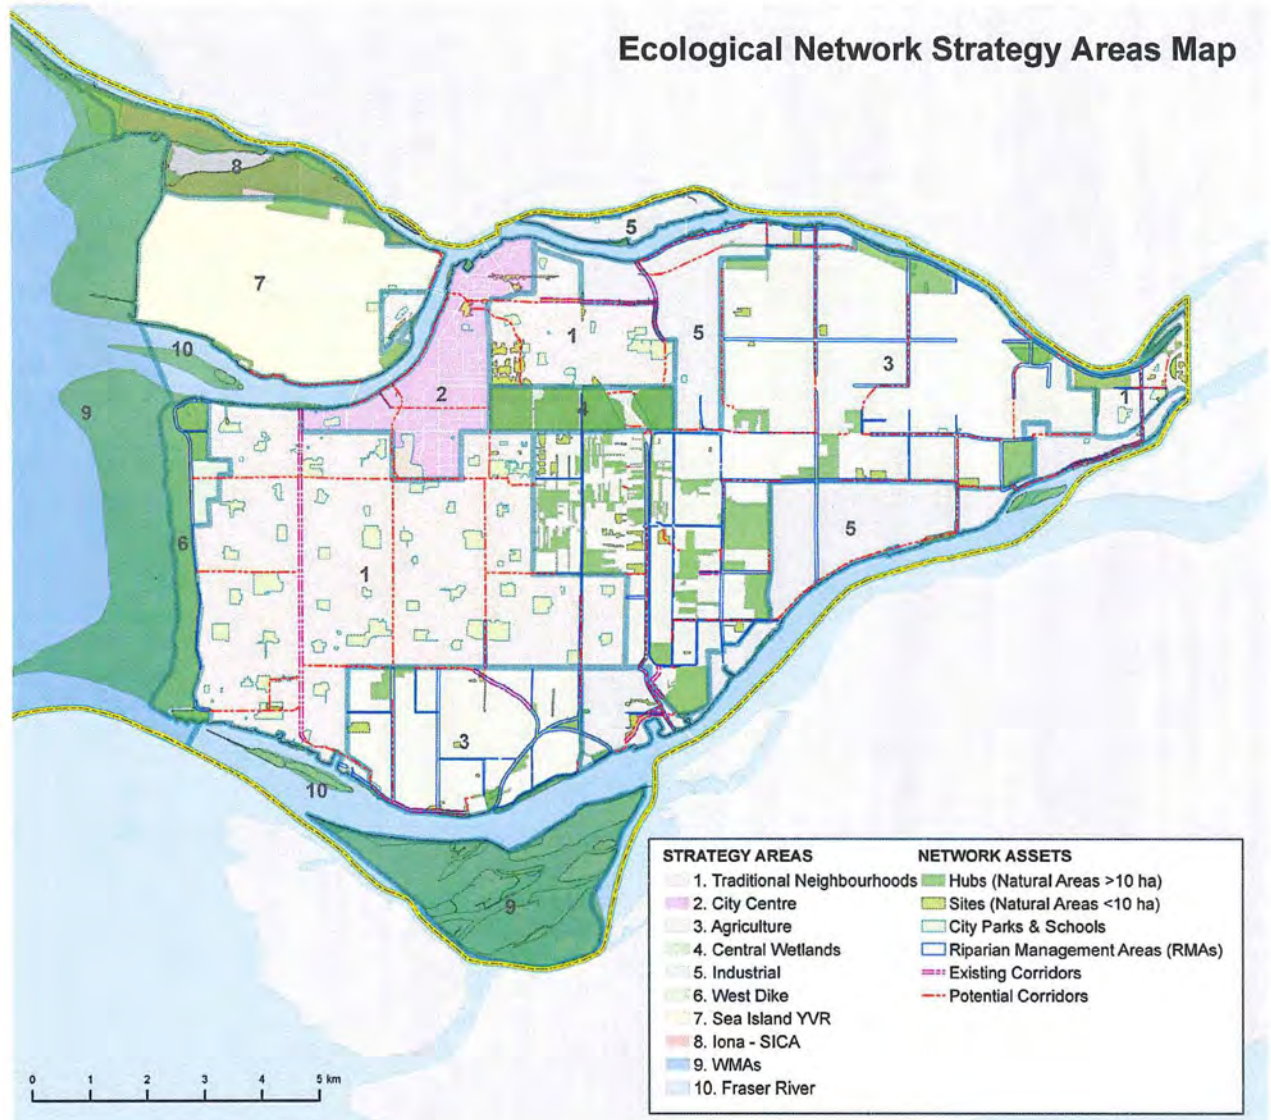 Ecological Network Strategy Areas Map
8
5
7
10
1
5
3
2
9
4
1
5
6
1
3
10
9
STRATEGY AREAS
1. Traditional Neighbourhoods
2. City Centre
3. Agriculture
4. Central Wetlands
5. Industrial
6. West Dike
7. Sea Island YVR
8. Iona - SICA
9. WMAs
10. Fraser River
NETWORK ASSETS
Hubs (Natural Areas >10 ha)
Sites (Natural Areas <10 ha)
City Parks & Schools
Riparian Management Areas (RMAs)
Existing Corridors
Potential Corridors
0 1 2 3 4 5 km